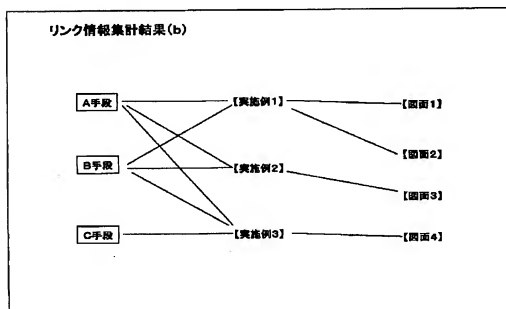 リンク情報集計結果(b)
A手段 【実施例1】 【図面1】
【図面2】
B手段 【実施例2】
【図面3】
C手段 【実施例3】 【図面4】